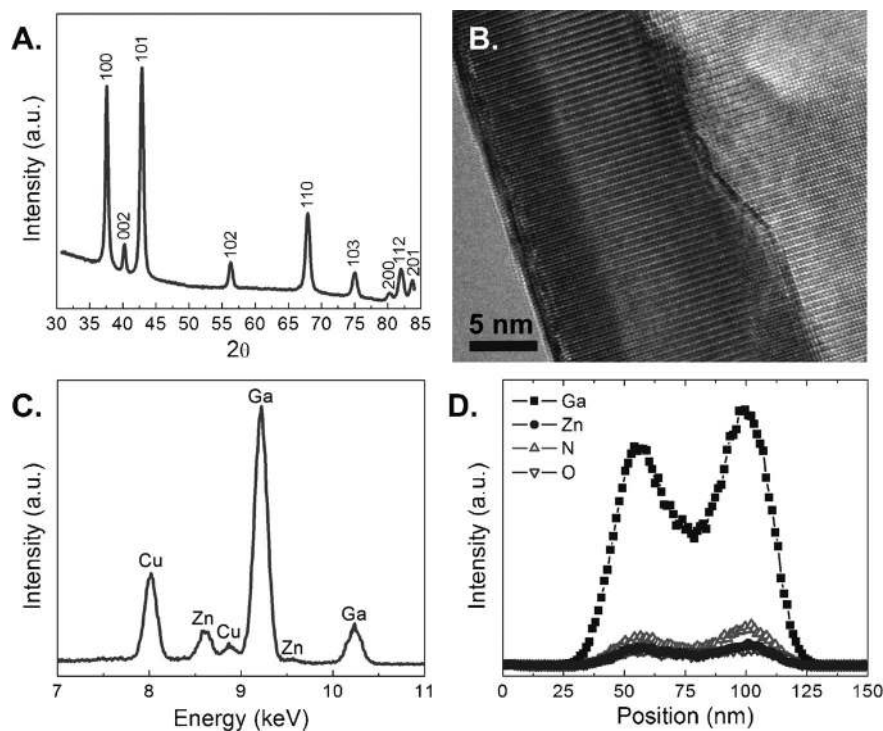 A.
Intensity (a.u.)
100
002
101
102
110
103
200
112
201
30 35 40 45 50 55 60 65 70 75 80 85
2θ
B.
5 nm
C.
Intensity (a.u.)
Cu
Zn
Cu
Ga
Zn
Ga
7 8 9 10 11
Energy (keV)
D.
Intensity (a.u.)
Ga
Zn
N
O
0 25 50 75 100 125 150
Position (nm)